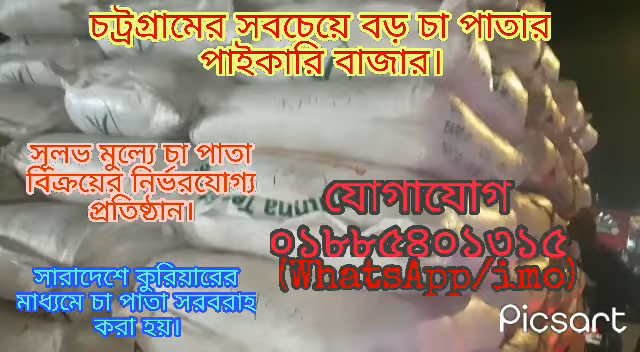 চট্রগ্রামের সবচেয়ে বড় চা পাতার
পাইকারি বাজার।
সূলভ মুল্যে চা পাতা
বিক্রয়ের নির্ভরযোগ্য
প্রতিষ্ঠান।
যোগাযোগ
০১৮৮৫৪০১৩১৫
(WhatsApp/imo)
সারাদেশে কুরিয়ারের
মাধ্যমে চা পাতা সরবরাহ
করা হয়।
Picsart